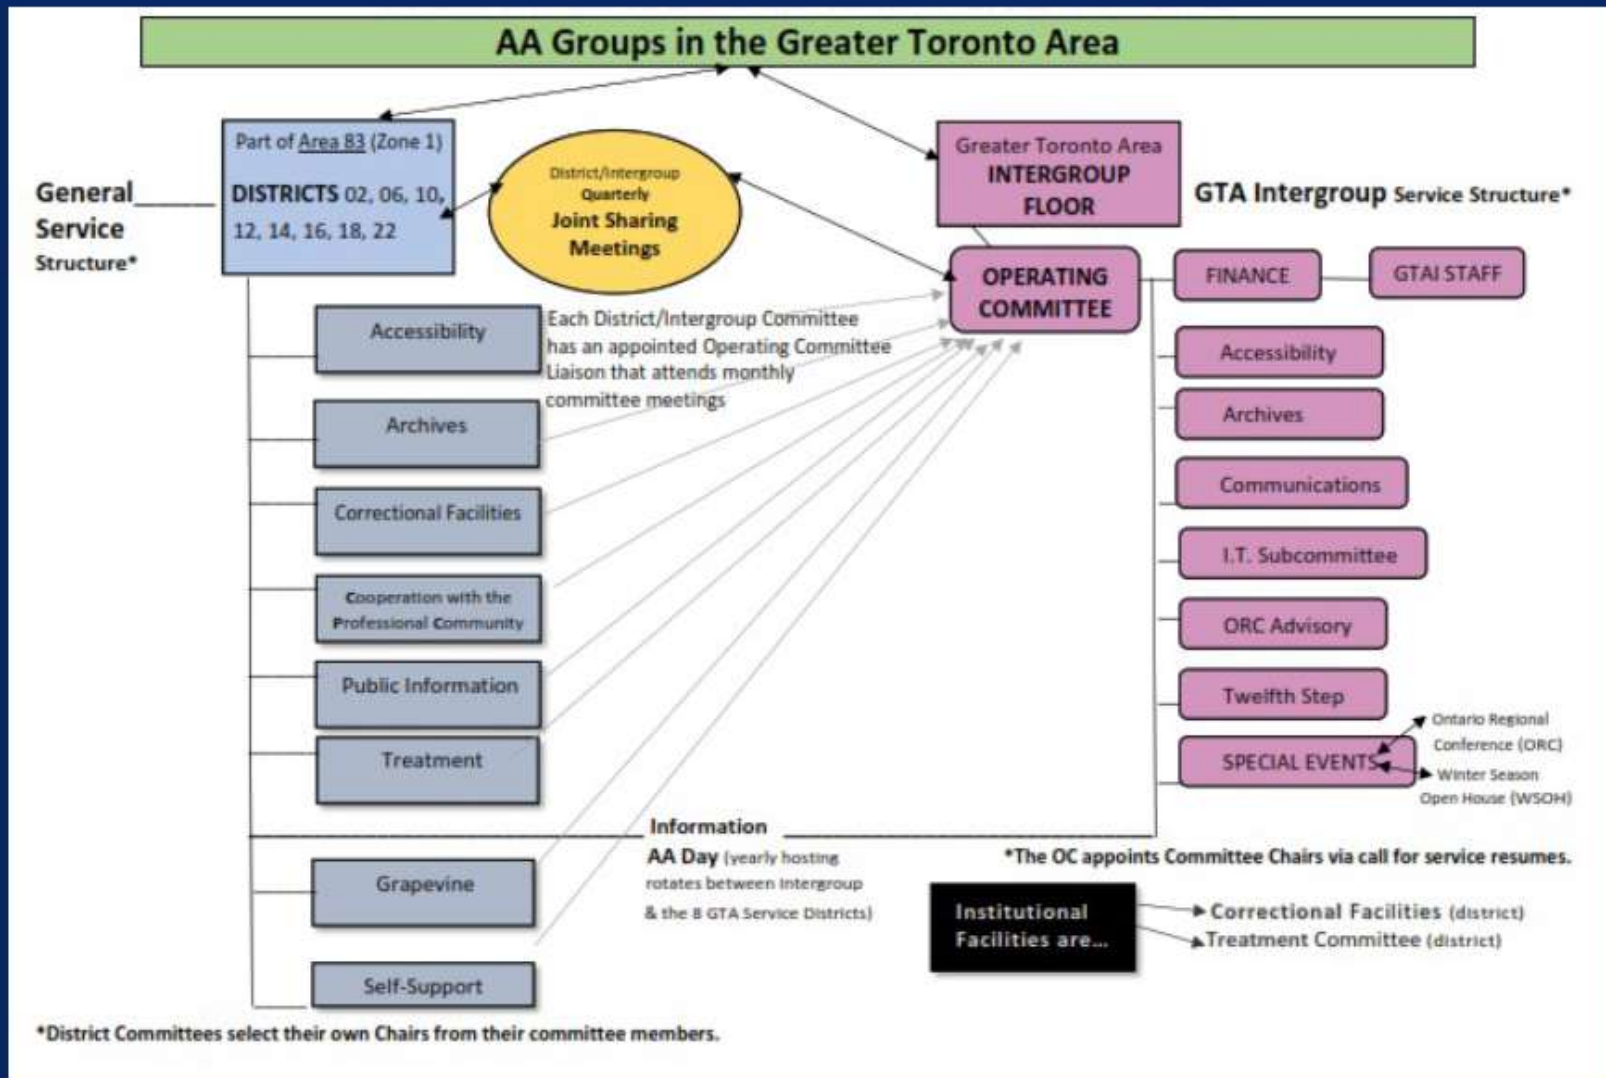 AA Groups in the Greater Toronto Area
Part of Area 83 (Zone 1)
DISTRICTS 02, 06, 10,
12, 14, 16, 18, 22
General
Service
Structure*
District/Intergroup
Quarterly
Joint Sharing
Meetings
Greater Toronto Area
INTERGROUP
FLOOR
GTA Intergroup Service Structure*
OPERATING
COMMITTEE
FINANCE
GTAI STAFF
Each District/Intergroup Committee
has an appointed Operating Committee
Liaison that attends monthly
committee meetings
Accessibility
Archives
Correctional Facilities
Cooperation with the
Professional Community
Public Information
Treatment
Grapevine
Self-Support
Accessibility
Archives
Communications
I.T. Subcommittee
ORC Advisory
Twelfth Step
SPECIAL EVENTS
Ontario Regional
Conference (ORC)
Winter Season
Open House (WSOH)
Information
AA Day (yearly hosting
rotates between Intergroup
& the 8 GTA Service Districts)
*The OC appoints Committee Chairs via call for service resumes.
Institutional
Facilities are...
Correctional Facilities (district)
Treatment Committee (district)
*District Committees select their own Chairs from their committee members.